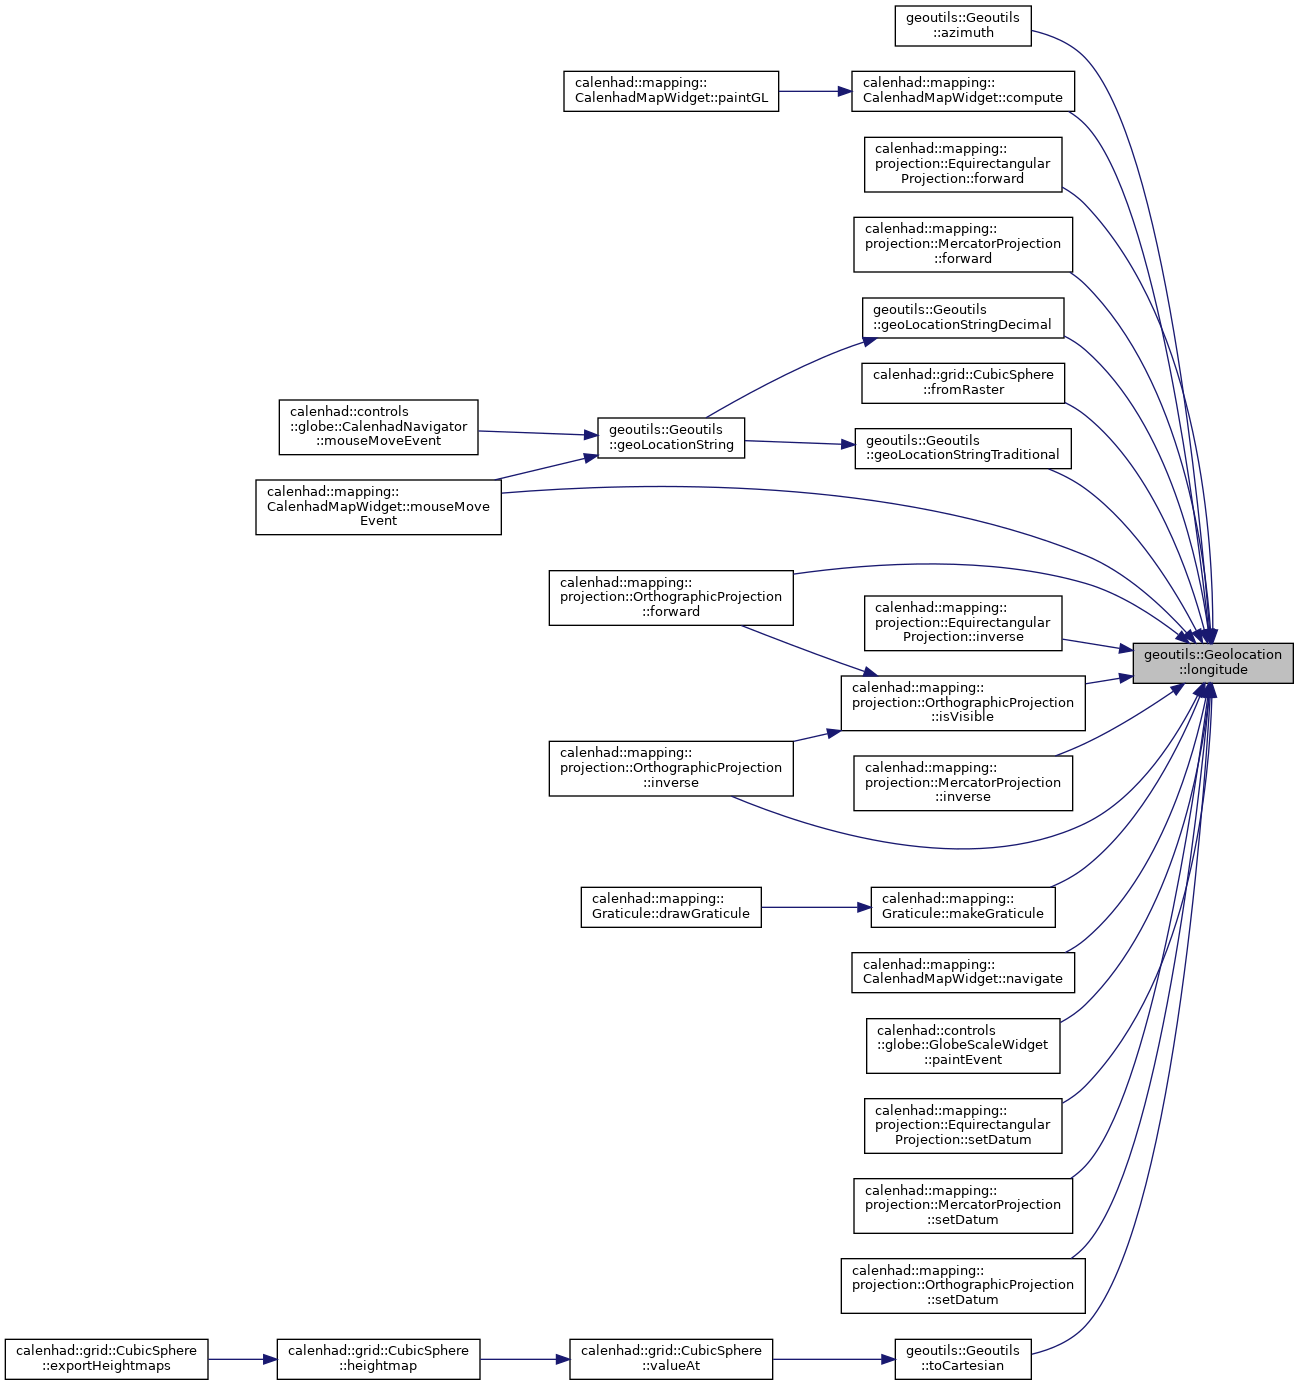 geoutils::Geoutils
::azimuth
calenhad::mapping::
CalenhadMapWidget::paintGL
calenhad::mapping::
CalenhadMapWidget::compute
calenhad::mapping::
projection::Equirectangular
Projection::forward
calenhad::mapping::
projection::MercatorProjection
::forward
geoutils::Geoutils
::geoLocationStringDecimal
calenhad::grid::CubicSphere
::fromRaster
calenhad::controls
::globe::CalenhadNavigator
::mouseMoveEvent
geoutils::Geoutils
::geoLocationString
geoutils::Geoutils
::geoLocationStringTraditional
calenhad::mapping::
CalenhadMapWidget::mouseMove
Event
calenhad::mapping::
projection::OrthographicProjection
::forward
calenhad::mapping::
projection::Equirectangular
Projection::inverse
geoutils::Geolocation
::longitude
calenhad::mapping::
projection::OrthographicProjection
::isVisible
calenhad::mapping::
projection::OrthographicProjection
::inverse
calenhad::mapping::
projection::MercatorProjection
::inverse
calenhad::mapping::
Graticule::drawGraticule
calenhad::mapping::
Graticule::makeGraticule
calenhad::mapping::
CalenhadMapWidget::navigate
calenhad::controls
::globe::GlobeScaleWidget
::paintEvent
calenhad::mapping::
projection::Equirectangular
Projection::setDatum
calenhad::mapping::
projection::MercatorProjection
::setDatum
calenhad::mapping::
projection::OrthographicProjection
::setDatum
calenhad::grid::CubicSphere
::exportHeightmaps
calenhad::grid::CubicSphere
::heightmap
calenhad::grid::CubicSphere
::valueAt
geoutils::Geoutils
::toCartesian